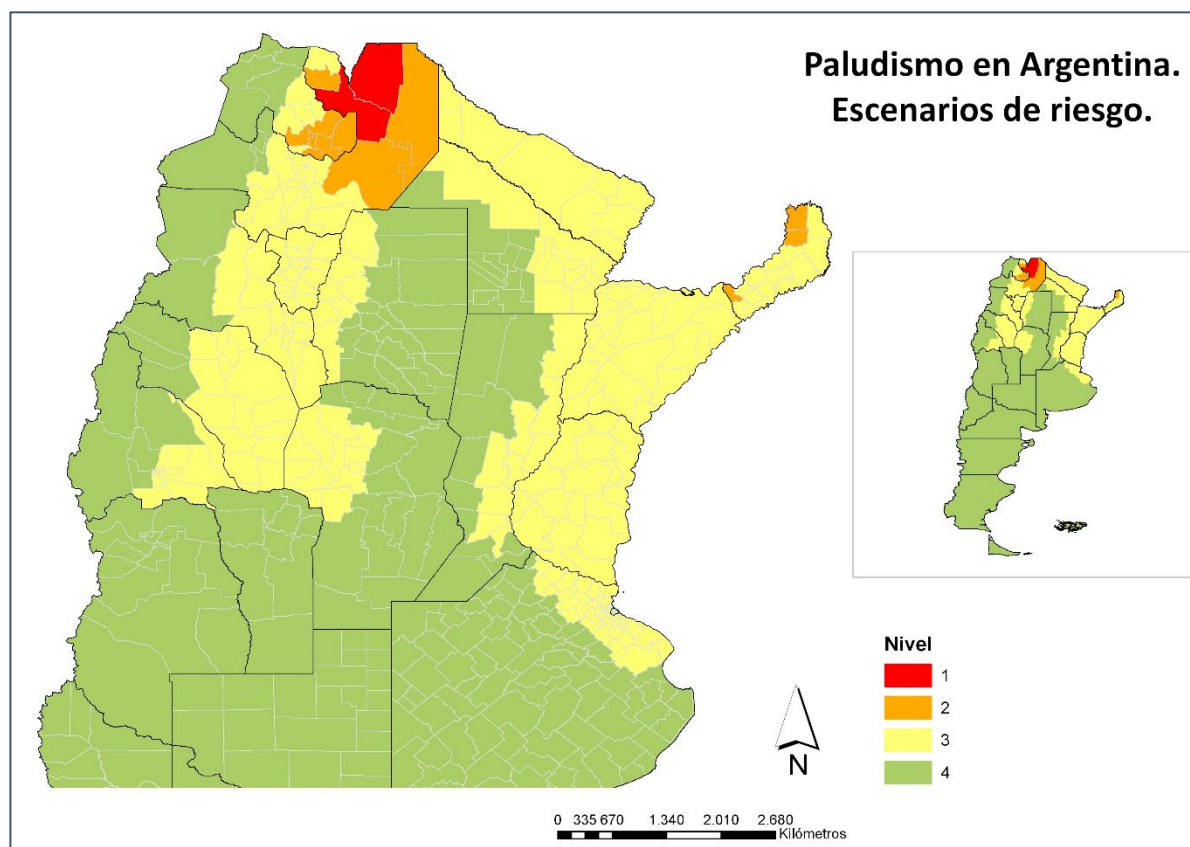 Paludismo en Argentina.
Escenarios de riesgo.
Nivel
1
2
3
4
N
0 335 670 1.340 2.010 2.680
Kilómetros